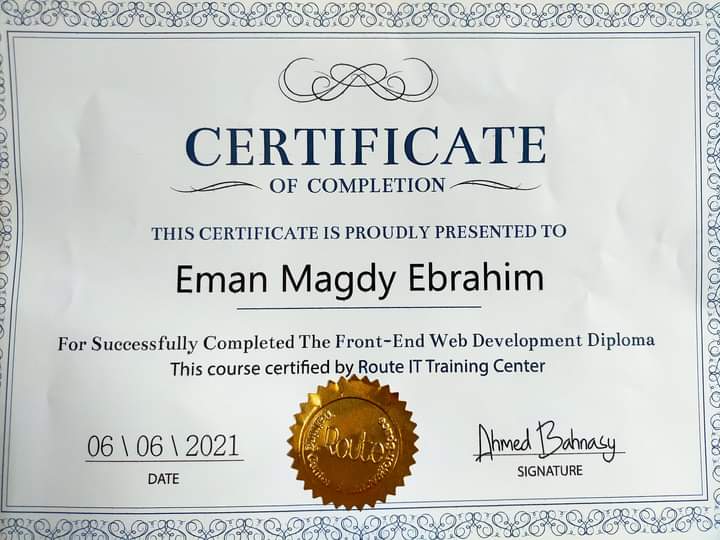 CERTIFICATE
OF COMPLETION
THIS CERTIFICATE IS PROUDLY PRESENTED TO
Eman Magdy Ebrahim
For Successfully Completed The Front-End Web Development Diploma
This course certified by Route IT Training Center
06 \ 06 \ 2021
DATE
Route
Ahmed Bahnasy
SIGNATURE